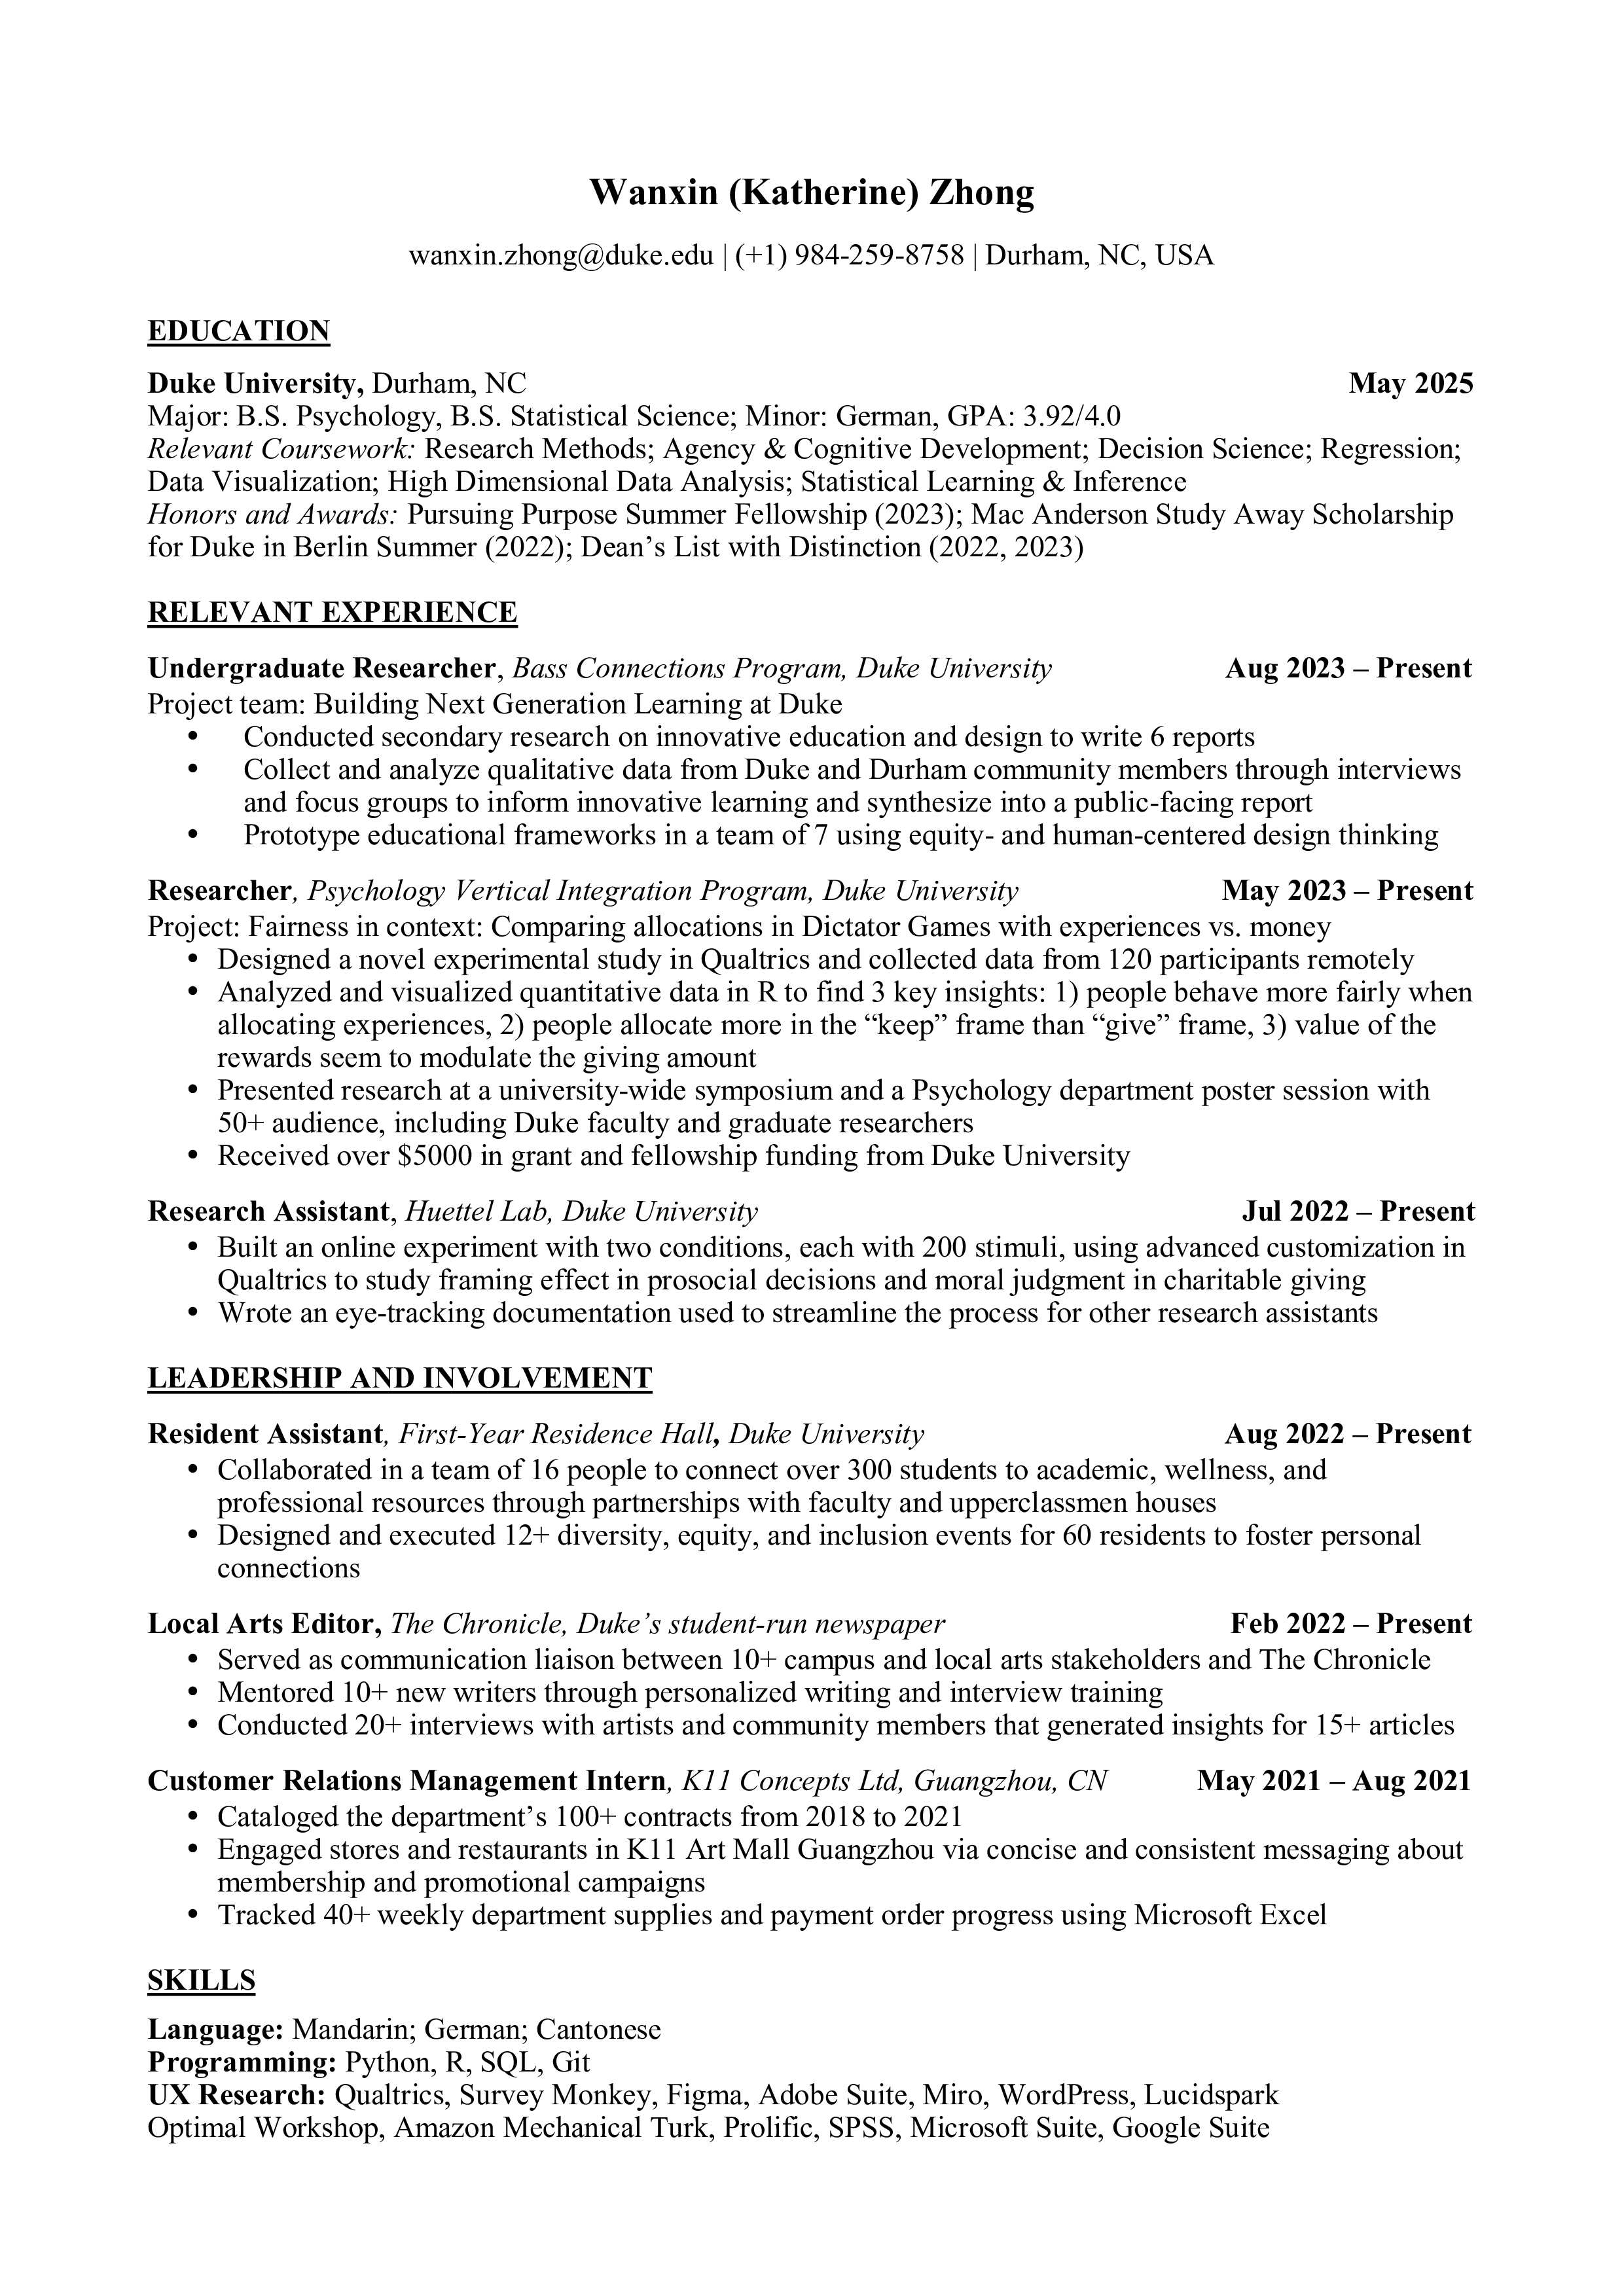 Wanxin (Katherine) Zhong
wanxin.zhong@duke.edu | (+1) 984-259-8758 | Durham, NC, USA
EDUCATION
Duke University, Durham, NC May 2025
Major: B.S. Psychology, B.S. Statistical Science; Minor: German, GPA: 3.92/4.0
Relevant Coursework: Research Methods; Agency & Cognitive Development; Decision Science; Regression;
Data Visualization; High Dimensional Data Analysis; Statistical Learning & Inference
Honors and Awards: Pursuing Purpose Summer Fellowship (2023); Mac Anderson Study Away Scholarship
for Duke in Berlin Summer (2022); Dean’s List with Distinction (2022, 2023)
RELEVANT EXPERIENCE
Undergraduate Researcher, Bass Connections Program, Duke University Aug 2023 – Present
Project team: Building Next Generation Learning at Duke
• Conducted secondary research on innovative education and design to write 6 reports
• Collect and analyze qualitative data from Duke and Durham community members through interviews
and focus groups to inform innovative learning and synthesize into a public-facing report
• Prototype educational frameworks in a team of 7 using equity- and human-centered design thinking
Researcher, Psychology Vertical Integration Program, Duke University May 2023 – Present
Project: Fairness in context: Comparing allocations in Dictator Games with experiences vs. money
• Designed a novel experimental study in Qualtrics and collected data from 120 participants remotely
• Analyzed and visualized quantitative data in R to find 3 key insights: 1) people behave more fairly when
allocating experiences, 2) people allocate more in the “keep” frame than “give” frame, 3) value of the
rewards seem to modulate the giving amount
• Presented research at a university-wide symposium and a Psychology department poster session with
50+ audience, including Duke faculty and graduate researchers
• Received over $5000 in grant and fellowship funding from Duke University
Research Assistant, Huettel Lab, Duke University Jul 2022 – Present
• Built an online experiment with two conditions, each with 200 stimuli, using advanced customization in
Qualtrics to study framing effect in prosocial decisions and moral judgment in charitable giving
• Wrote an eye-tracking documentation used to streamline the process for other research assistants
LEADERSHIP AND INVOLVEMENT
Resident Assistant, First-Year Residence Hall, Duke University Aug 2022 – Present
• Collaborated in a team of 16 people to connect over 300 students to academic, wellness, and
professional resources through partnerships with faculty and upperclassmen houses
• Designed and executed 12+ diversity, equity, and inclusion events for 60 residents to foster personal
connections
Local Arts Editor, The Chronicle, Duke’s student-run newspaper Feb 2022 – Present
• Served as communication liaison between 10+ campus and local arts stakeholders and The Chronicle
• Mentored 10+ new writers through personalized writing and interview training
• Conducted 20+ interviews with artists and community members that generated insights for 15+ articles
Customer Relations Management Intern, K11 Concepts Ltd, Guangzhou, CN May 2021 – Aug 2021
• Cataloged the department’s 100+ contracts from 2018 to 2021
• Engaged stores and restaurants in K11 Art Mall Guangzhou via concise and consistent messaging about
membership and promotional campaigns
• Tracked 40+ weekly department supplies and payment order progress using Microsoft Excel
SKILLS
Language: Mandarin; German; Cantonese
Programming: Python, R, SQL, Git
UX Research: Qualtrics, Survey Monkey, Figma, Adobe Suite, Miro, WordPress, Lucidspark
Optimal Workshop, Amazon Mechanical Turk, Prolific, SPSS, Microsoft Suite, Google Suite